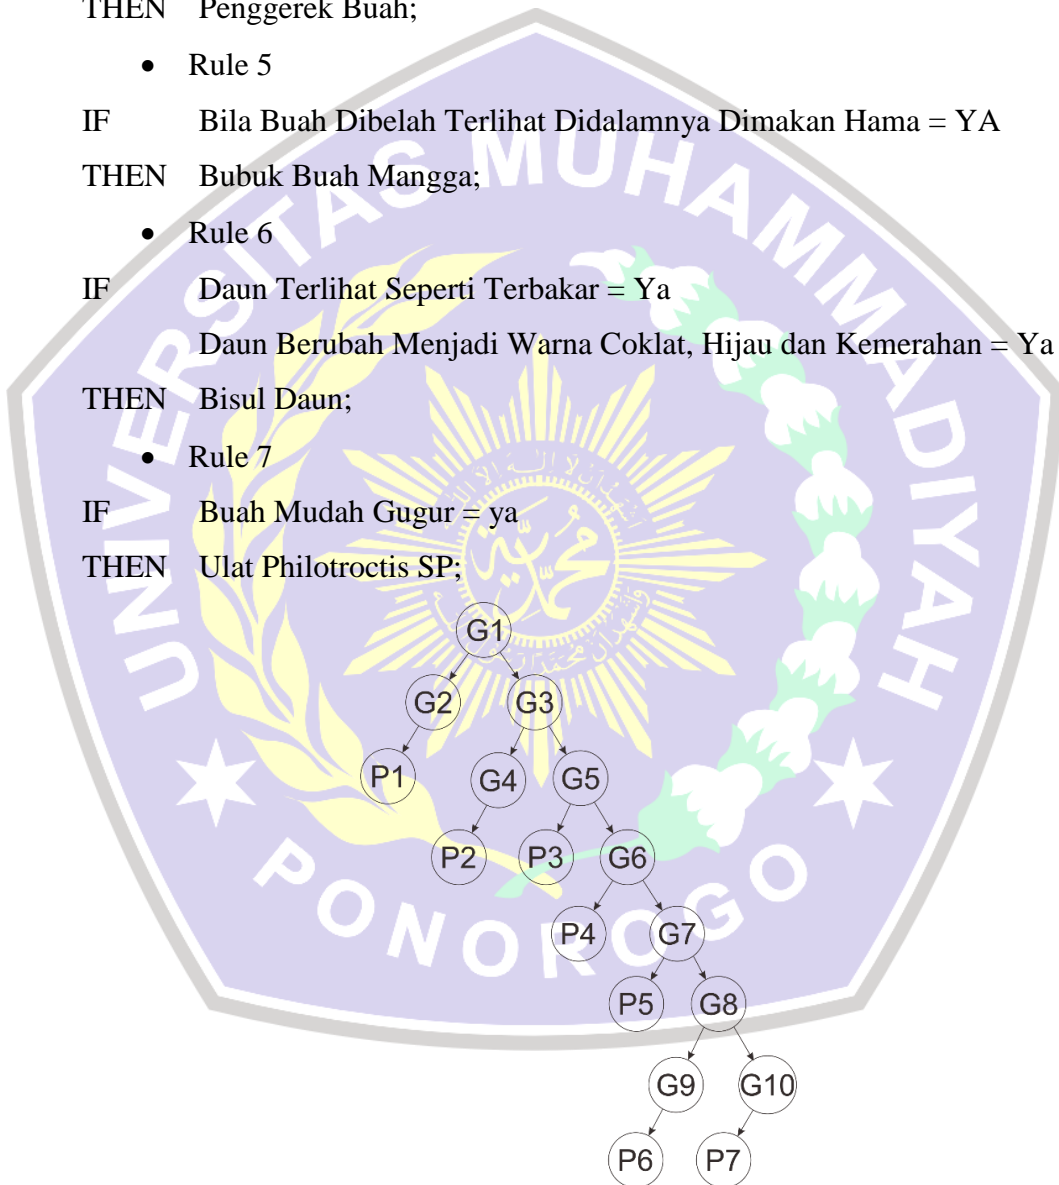 THEN Penggerek Buah;
• Rule 5
IF Bila Buah Dibelah Terlihat Didalamnya Dimakan Hama = YA
THEN Bubuk Buah Mangga;
• Rule 6
IF Daun Terlihat Seperti Terbakar = Ya
Daun Berubah Menjadi Warna Coklat, Hijau dan Kemerahan = Ya
THEN Bisul Daun;
• Rule 7
IF Buah Mudah Gugur = ya
THEN Ulat Philotroctis SP;
G1
G2 G3
P1 G4 G5
P2 P3 G6
P4 G7
P5 G8
G9 G10
P6 P7
UNIVERSITAS MUHAMMADIYAH
PONOROGO
محمدية